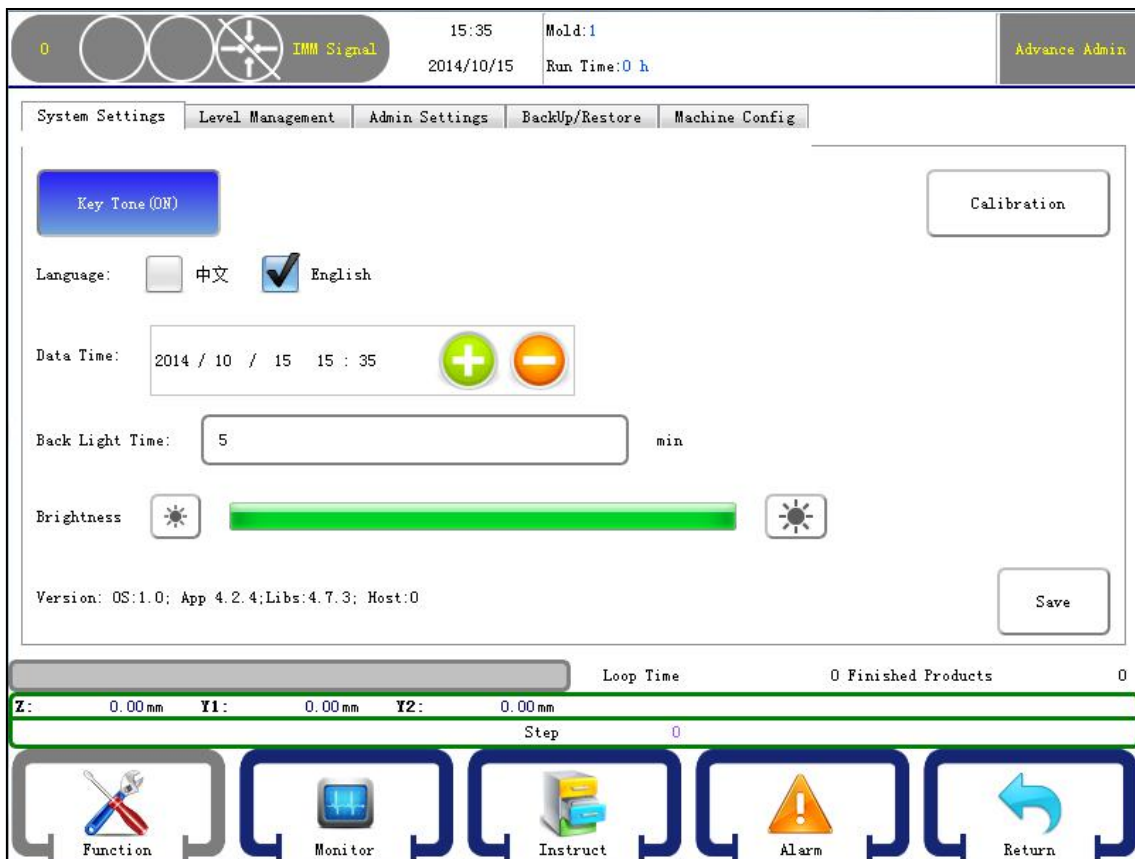 0 IMM Signal
15:35
2014/10/15
Mold:1
Run Time:0 h
Advance Admin
System Settings Level Management Admin Settings BackUp/Restore Machine Config
Key Tone(ON)
Calibration
Language: 中文 English
Data Time: 2014 / 10 / 15 15 : 35
Back Light Time: 5 min
Brightness
Version: OS:1.0; App 4.2.4;Libs:4.7.3; Host:0
Save
Loop Time 0 Finished Products 0
Z: 0.00mm Y1: 0.00mm Y2: 0.00mm
Step 0
Function Monitor Instruct Alarm Return